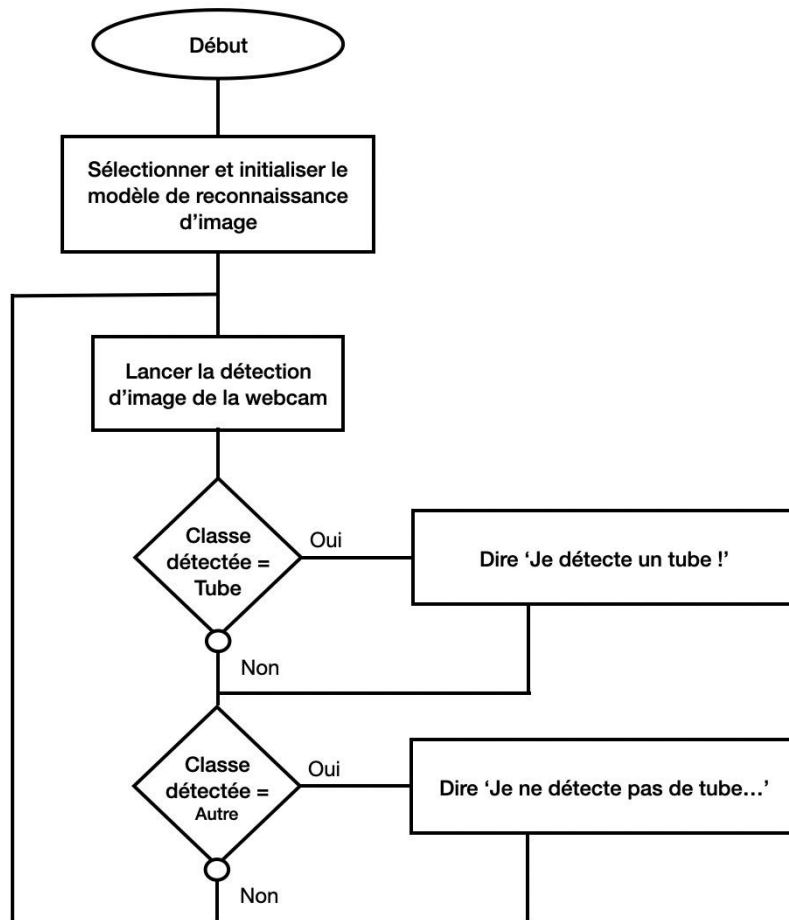 Début
Sélectionner et initialiser le
modèle de reconnaissance
d’image
Lancer la détection
d’image de la webcam
Classe
détectée =
Tube
Oui
Dire ‘Je détecte un tube !’
Non
Classe
détectée =
Autre
Oui
Dire ‘Je ne détecte pas de tube…’
Non